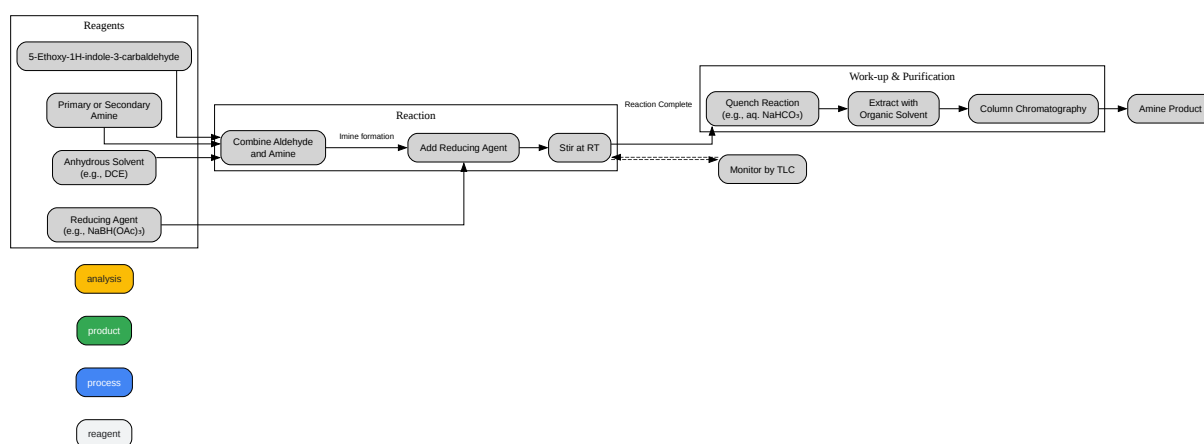 Reagents
5-Ethoxy-1H-indole-3-carbaldehyde
Primary or Secondary
Amine
Anhydrous Solvent
(e.g., DCE)
Reducing Agent
(e.g., NaBH(OAc)₃)
Reaction
Combine Aldehyde
and Amine
Imine formation
Add Reducing Agent
Stir at RT
Reaction Complete
Work-up & Purification
Quench Reaction
(e.g., aq. NaHCO₃)
Extract with
Organic Solvent
Column Chromatography
Amine Product
Monitor by TLC
analysis
product
process
reagent